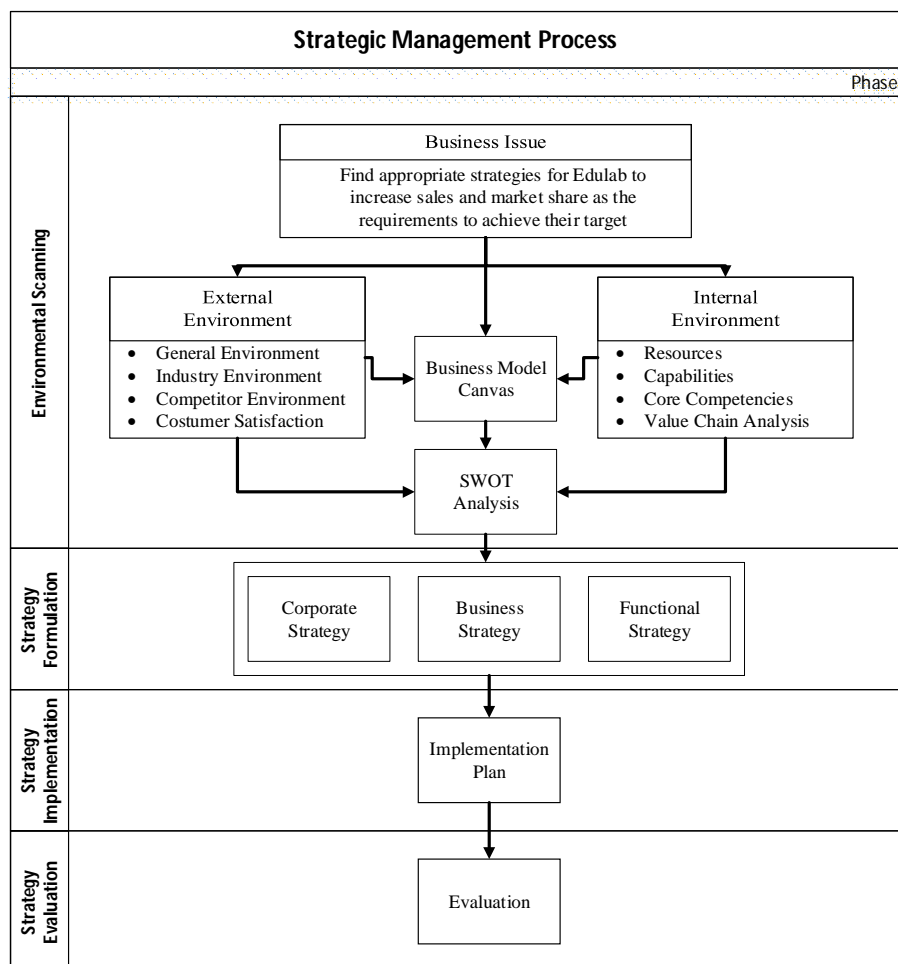 Strategic Management Process
Phase
Environmental Scanning
Business Issue
Find appropriate strategies for Edulab to
increase sales and market share as the
requirements to achieve their target
External
Environment
• General Environment
• Industry Environment
• Competitor Environment
• Costumer Satisfaction
Business Model
Canvas
Internal
Environment
• Resources
• Capabilities
• Core Competencies
• Value Chain Analysis
SWOT
Analysis
Strategy
Formulation
Corporate
Strategy
Business
Strategy
Functional
Strategy
Strategy
Implementation
Implementation
Plan
Strategy
Evaluation
Evaluation